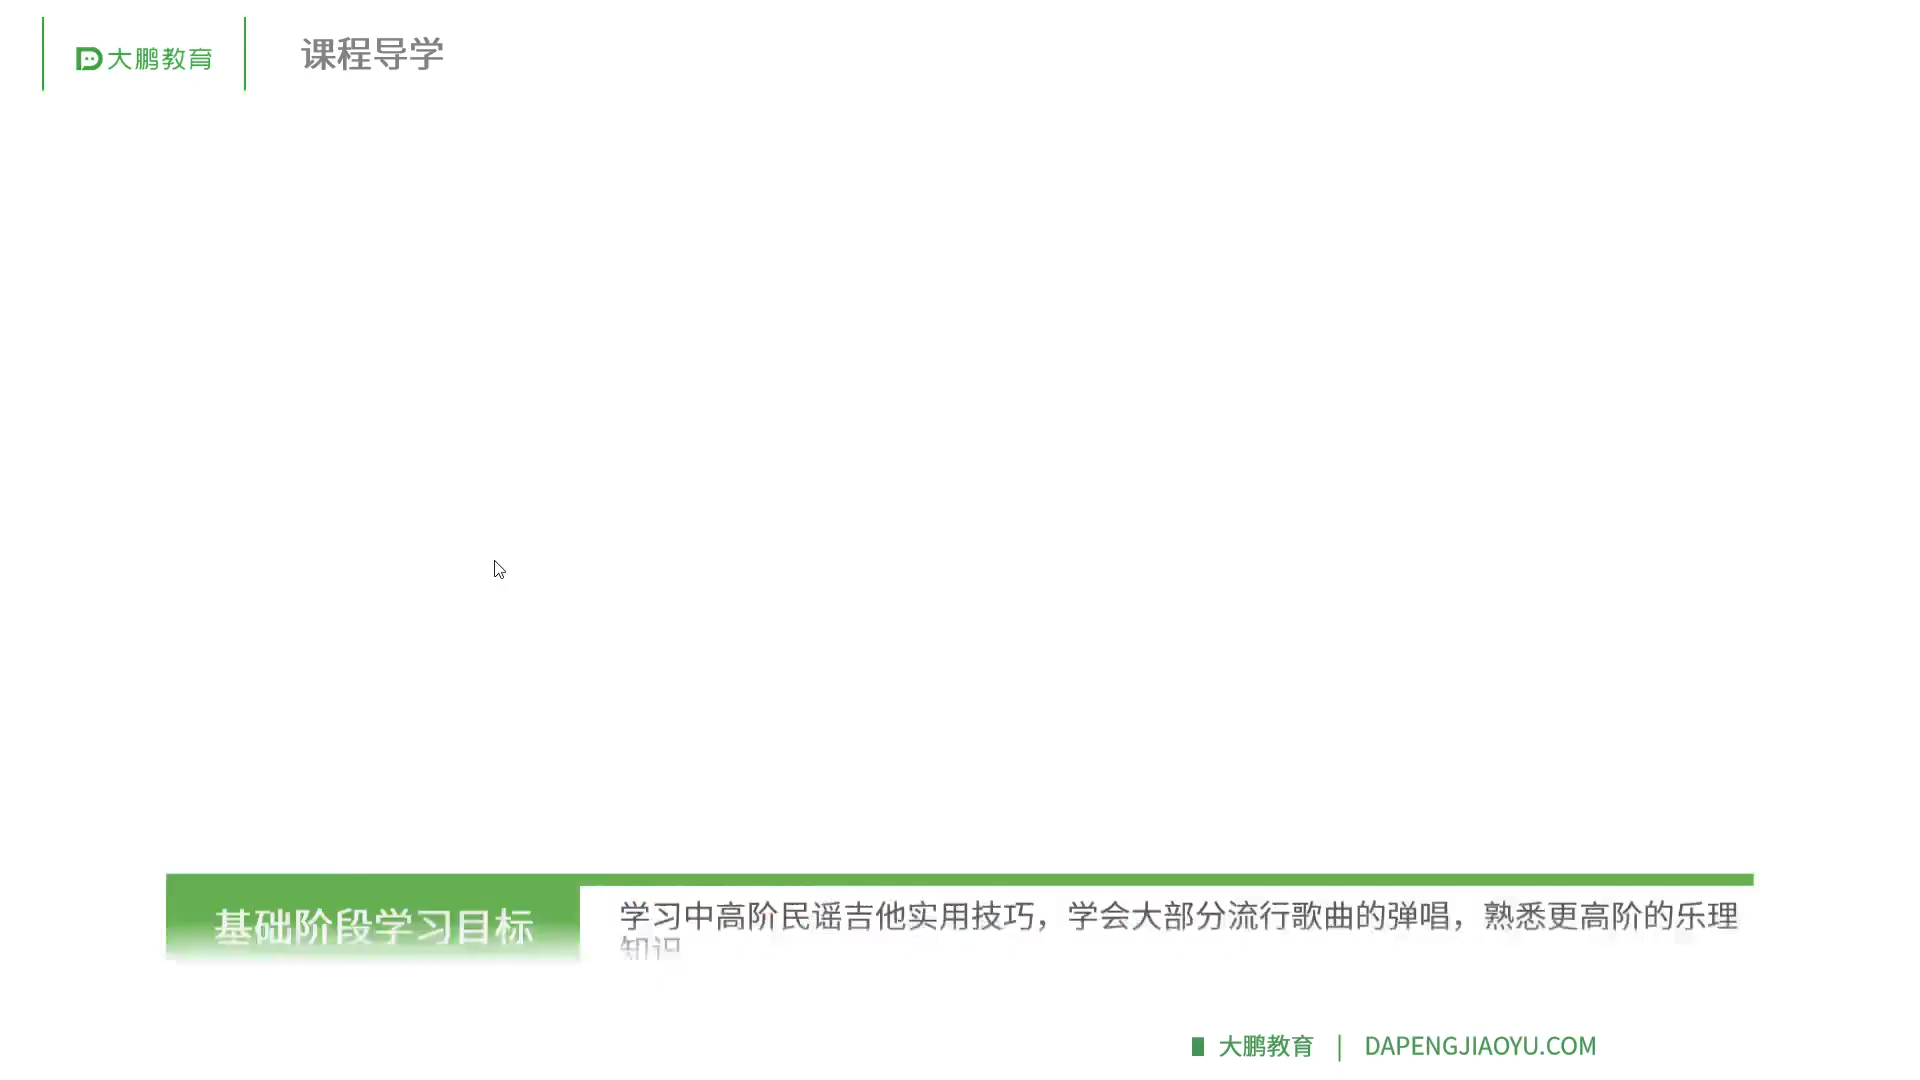 大鹏教育
课程导学
基础阶段学习目标
学习中高阶民谣吉他实用技巧，学会大部分流行歌曲的弹唱，熟悉更高阶的乐理
知识
大鹏教育 | DAPENGJIAOYU.COM